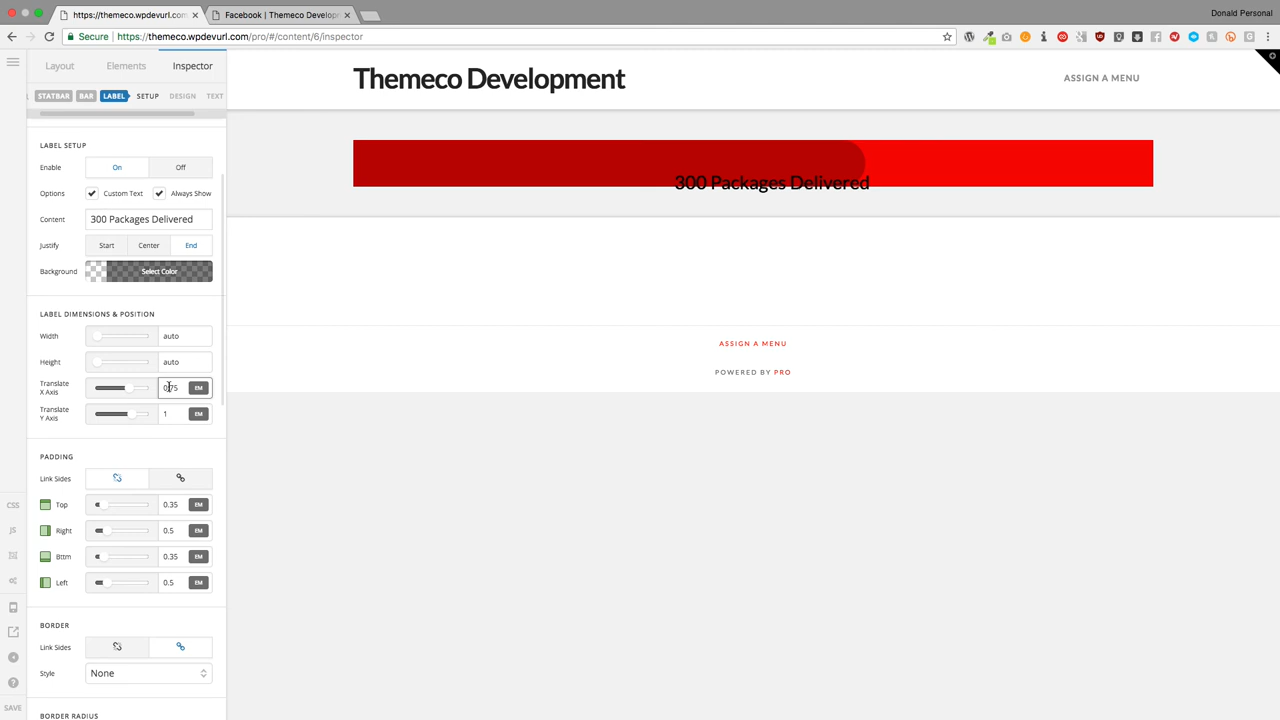 https://themeco.wpdevurl.com/
Facebook | Themeco Develop
Donald Personal
Secure
https://themeco.wpdevurl.com/pro/#/content/6/inspector
Layout
Elements
Inspector
Themeco Development
ASSIGN A MENU
STATBAR
BAR
LABEL
SETUP
DESIGN
TEXT
LABEL SETUP
Enable
On
Off
Options
Custom Text
Always Show
Content
300 Packages Delivered
Justify
Start
Center
End
Background
Select Color
300 Packages Delivered
LABEL DIMENSIONS & POSITION
Width
auto
Height
auto
Translate
X Axis
0.75
EM
Translate
Y Axis
1
EM
ASSIGN A MENU
POWERED BY PRO
PADDING
Link Sides
Top
0.35
EM
Right
0.5
EM
Bttm
0.35
EM
Left
0.5
EM
BORDER
Link Sides
Style
None
BORDER RADIUS
CSS
JS
SAVE